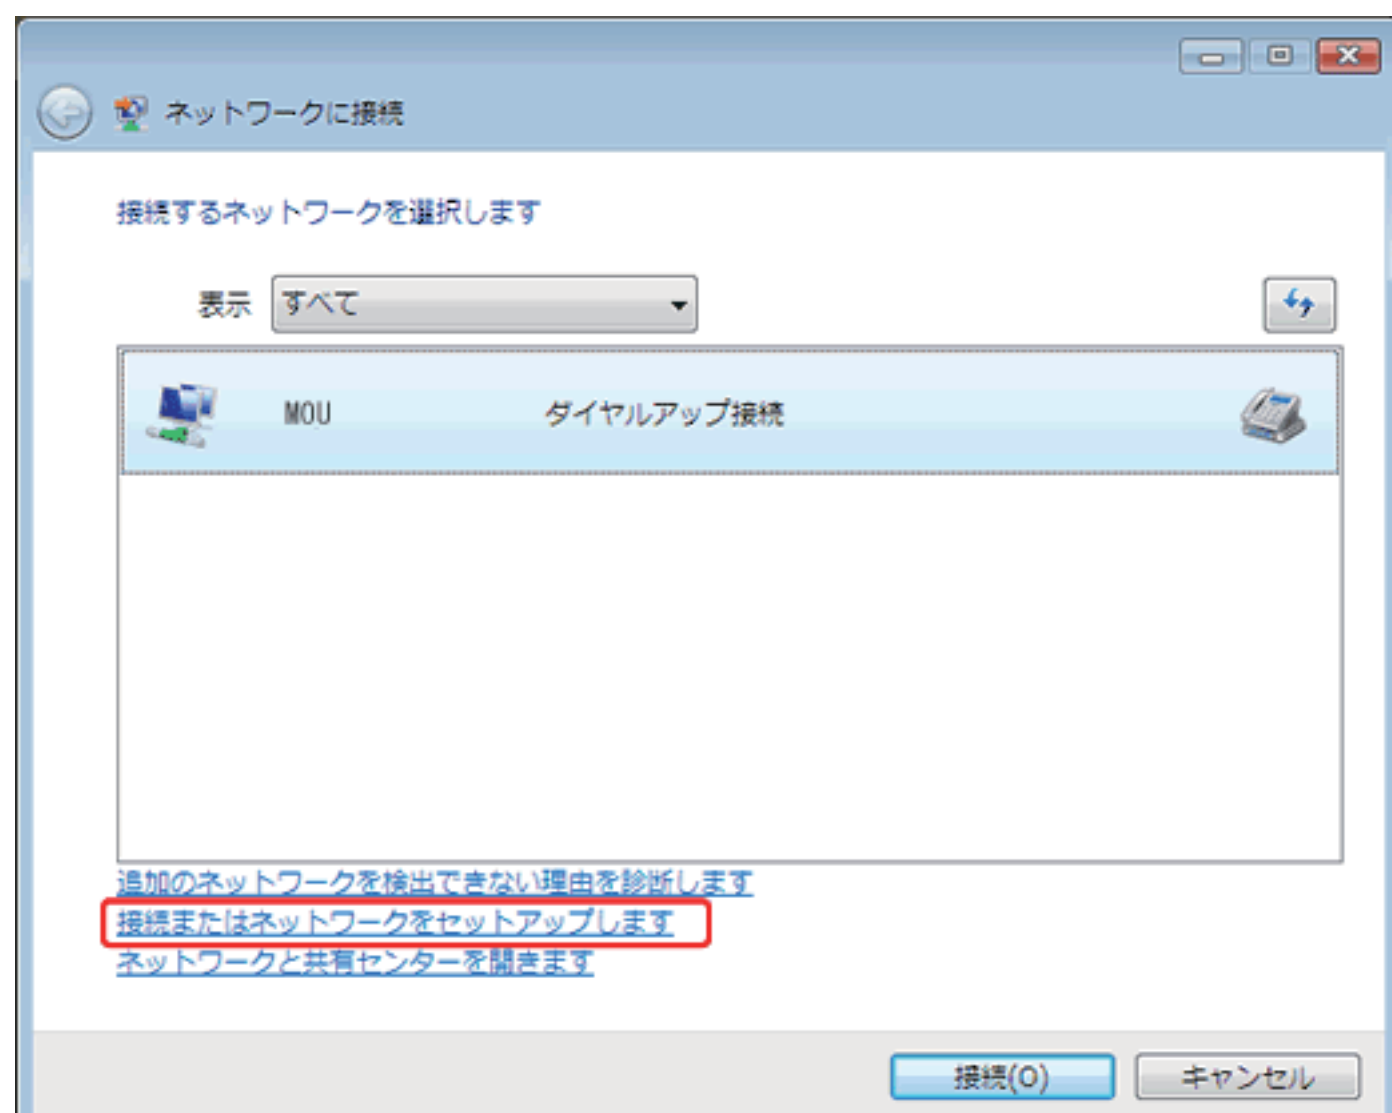 ネットワークに接続
接続するネットワークを選択します
表示 すべて
MOU ダイヤルアップ接続
追加のネットワークを検出できない理由を診断します
接続またはネットワークをセットアップします
ネットワークと共有センターを開きます
接続(O) キャンセル